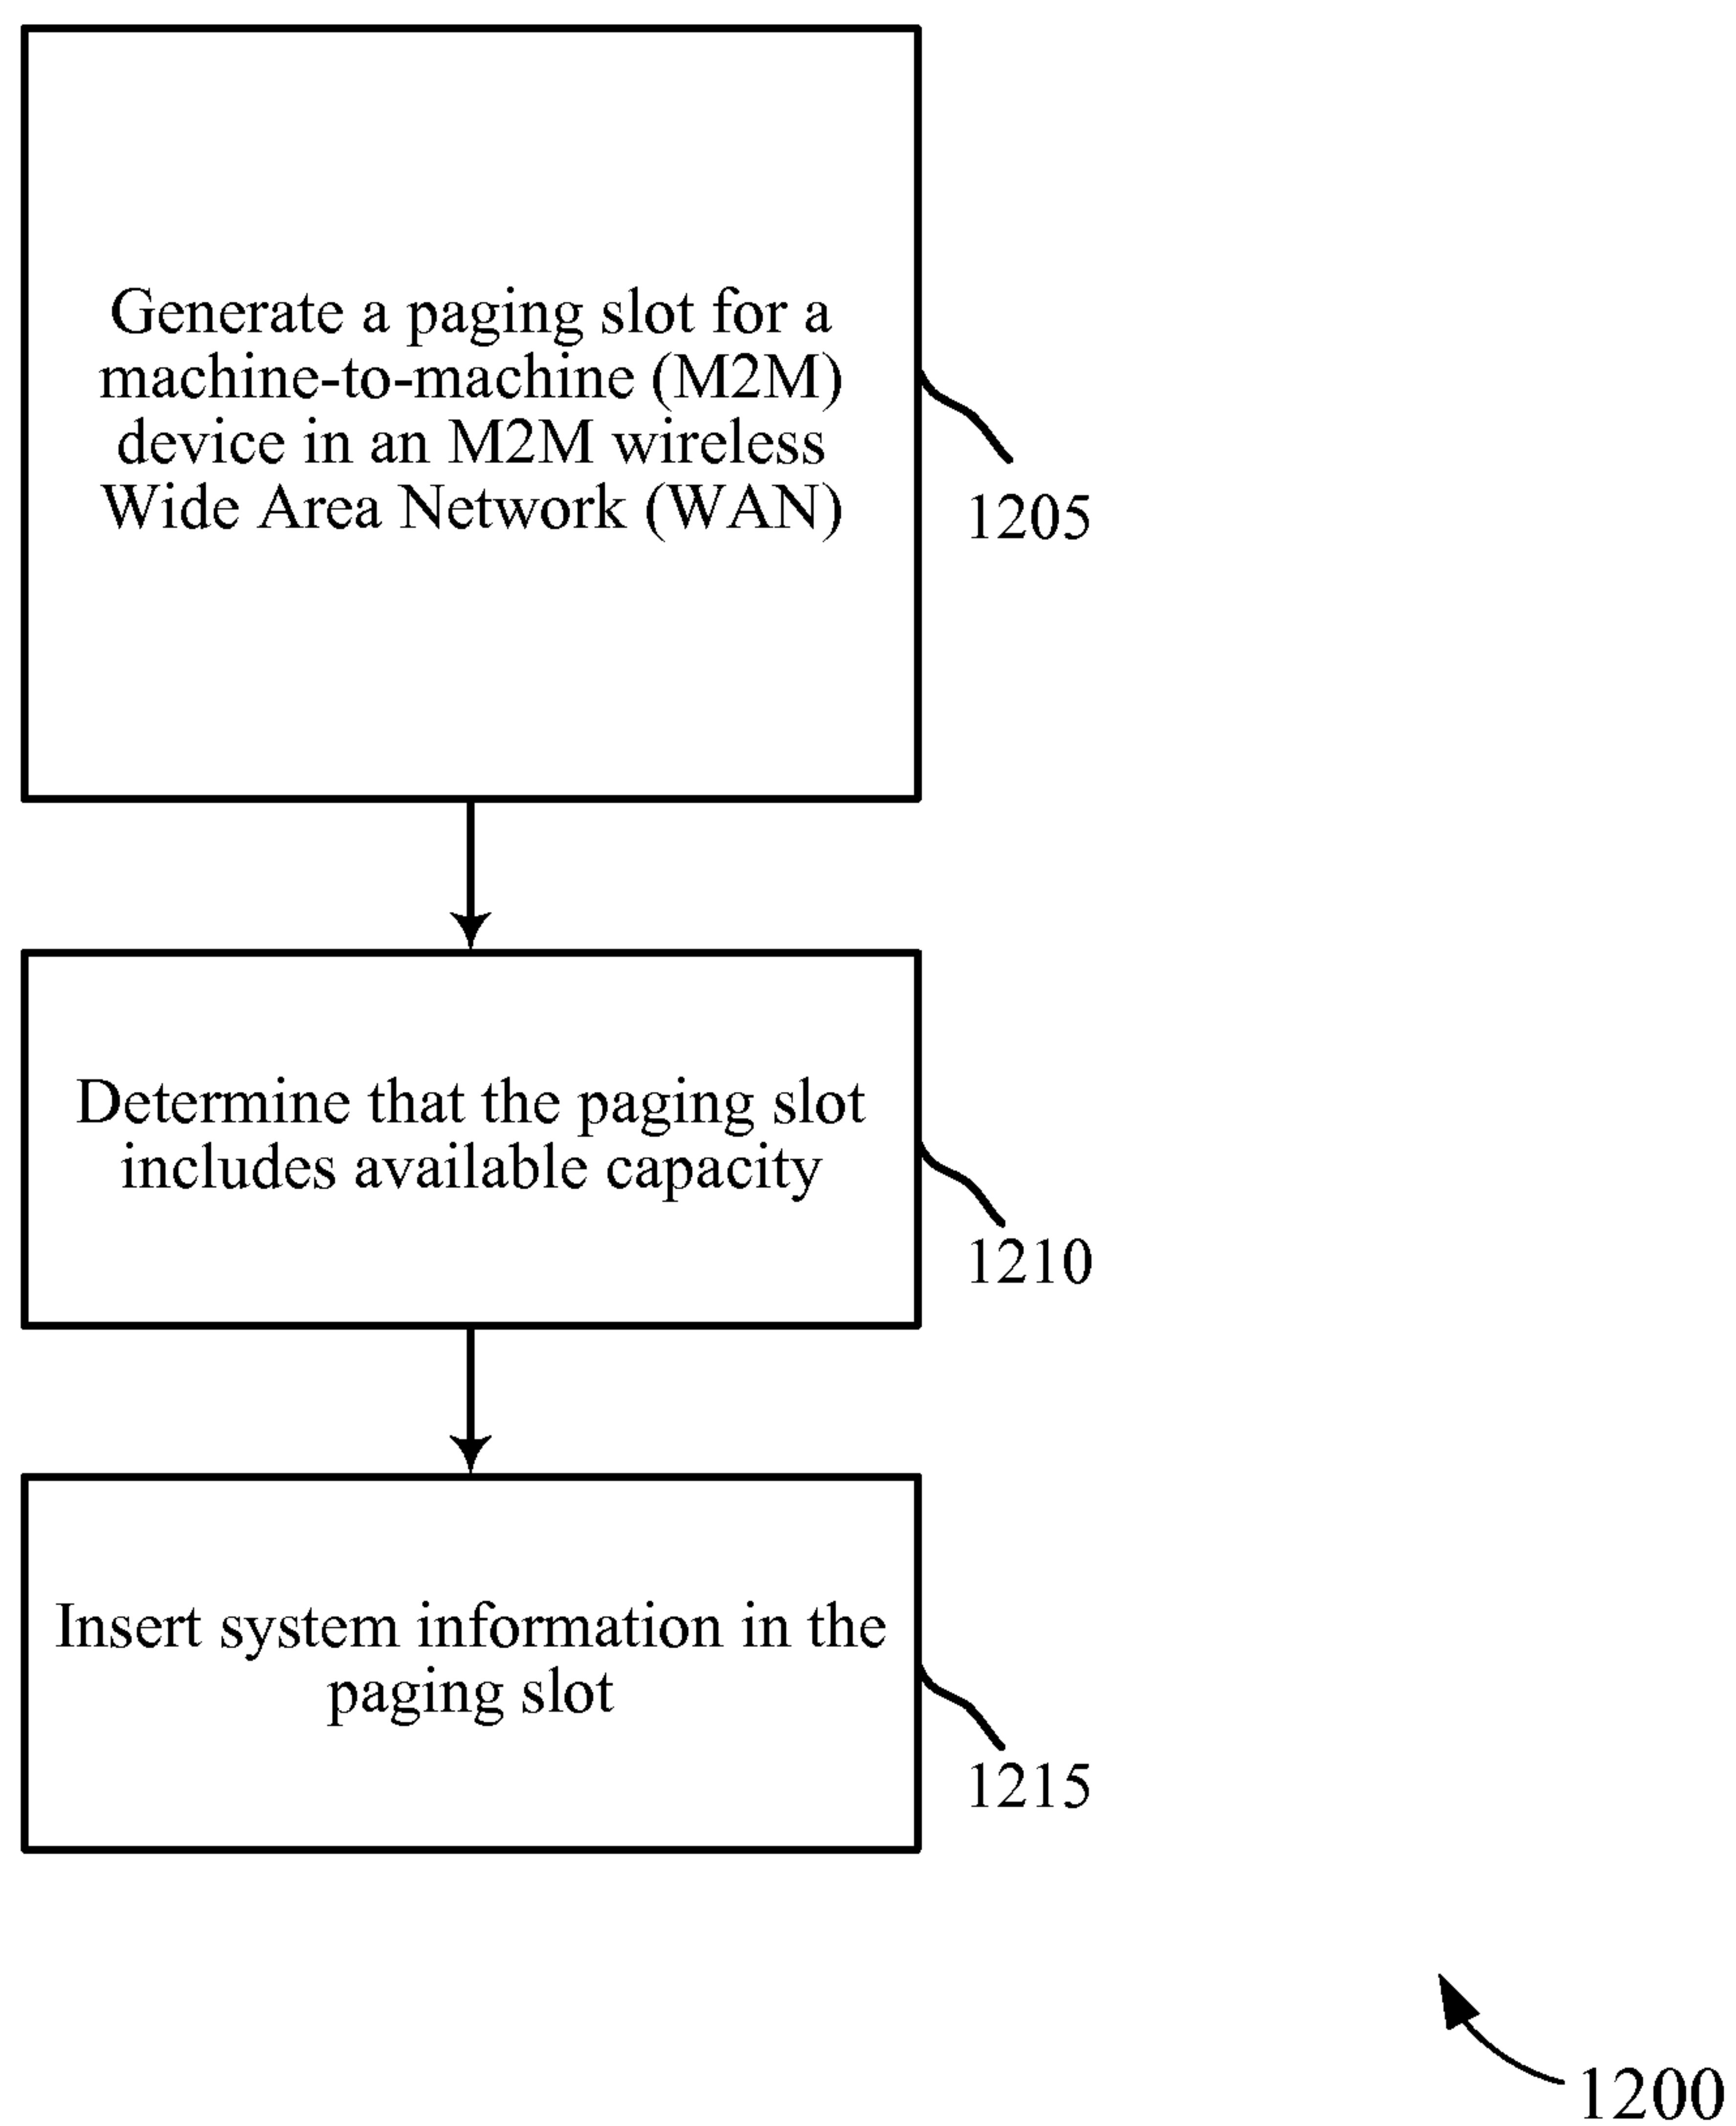 Generate a paging slot for a
machine-to-machine (M2M)
device in an M2M wireless
Wide Area Network (WAN)
1205
Determine that the paging slot
includes available capacity
1210
Insert system information in the
paging slot
1215
1200